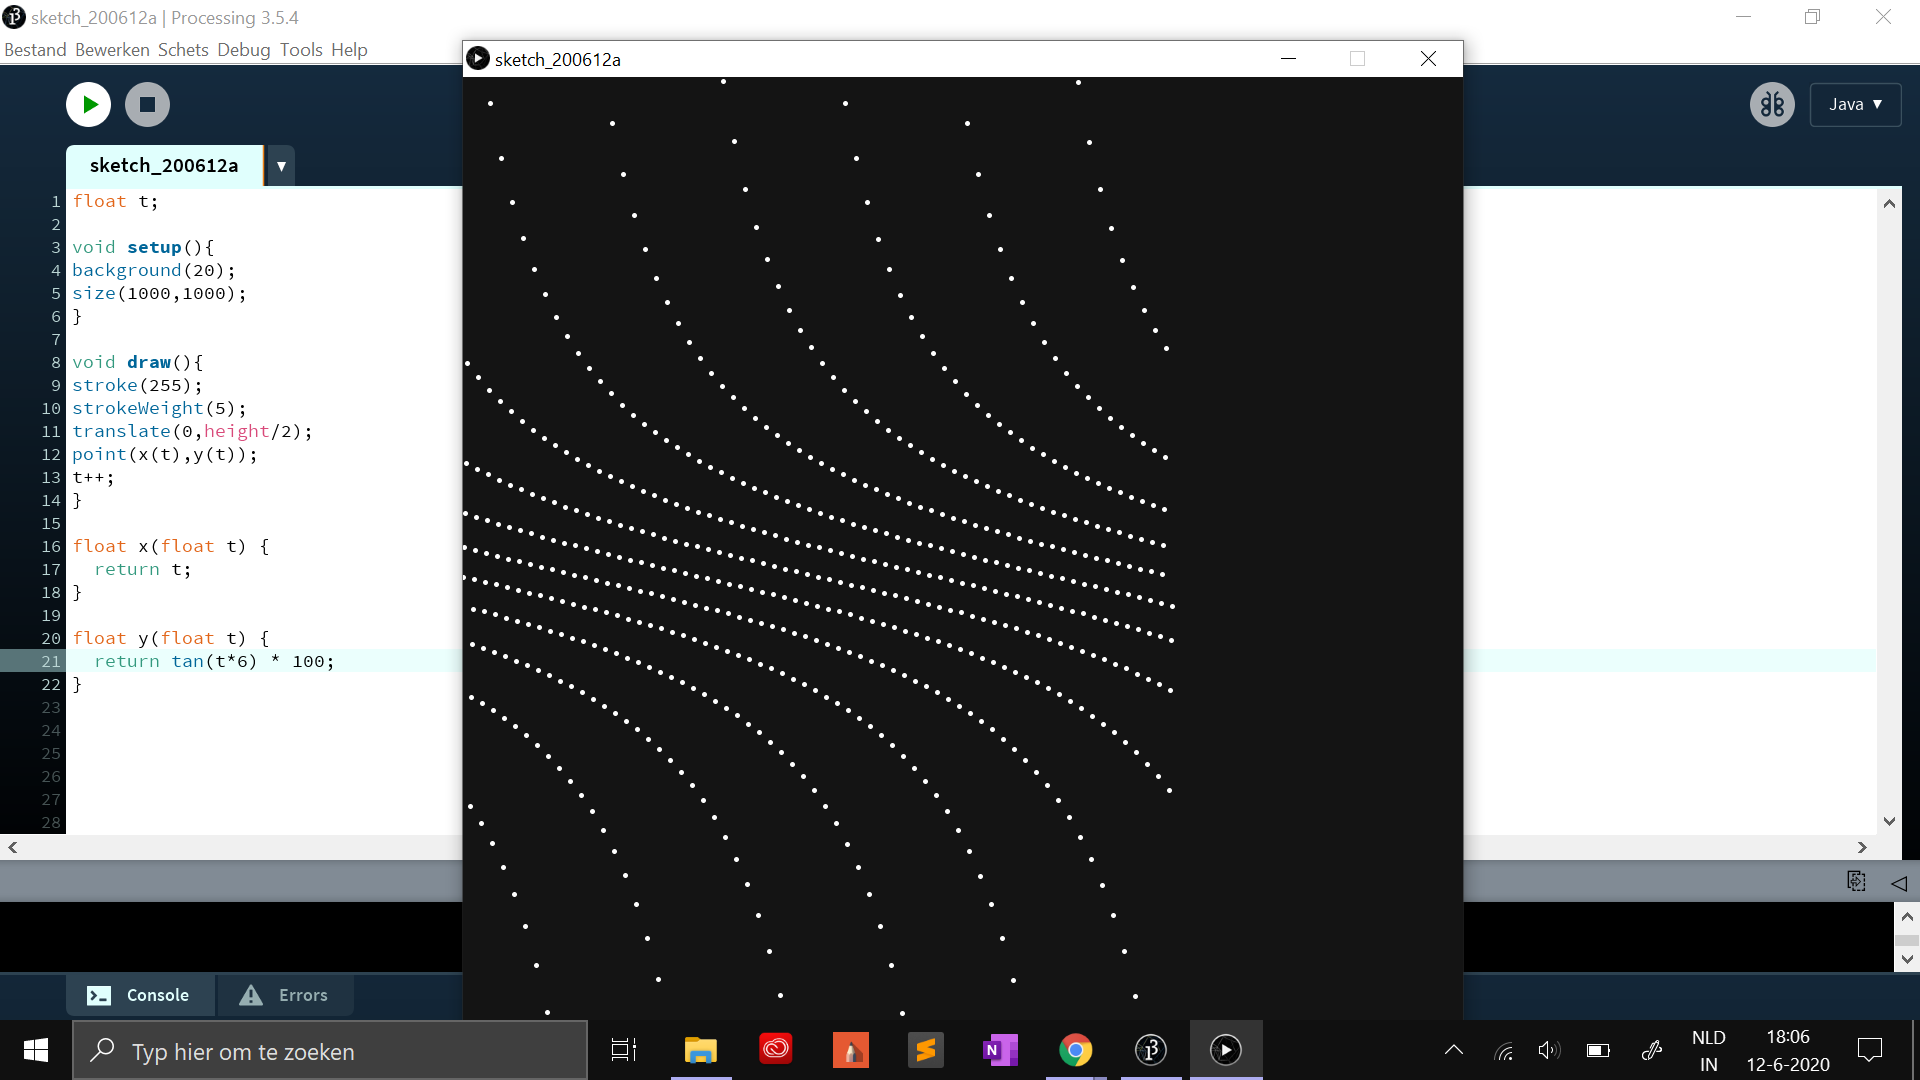 sketch_200612a | Processing 3.5.4
Bestand Bewerken Schets Debug Tools Help
sketch_200612a
Java ▼
sketch_200612a ▼
1 float t;
2
3 void setup(){
4 background(20);
5 size(1000,1000);
6 }
7
8 void draw(){
9 stroke(255);
10 strokeWeight(5);
11 translate(0,height/2);
12 point(x(t),y(t));
13 t++;
14 }
15
16 float x(float t) {
17   return t;
18 }
19
20 float y(float t) {
21   return tan(t*6) * 100;
22 }
23
24
25
26
27
28
Console Errors
Typ hier om te zoeken
NLD 18:06
IN 12-6-2020